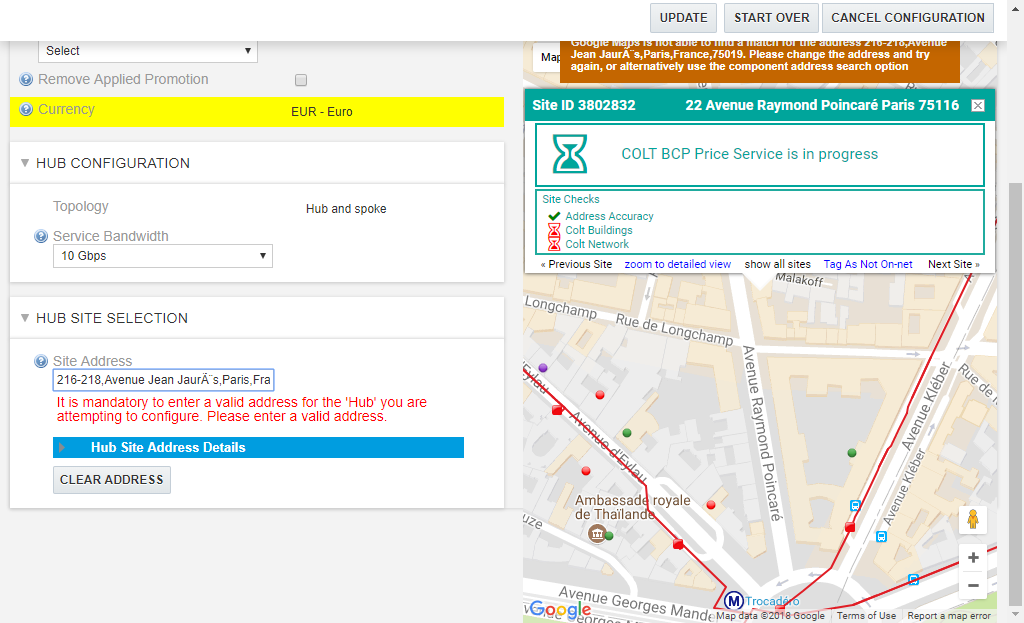 UPDATE
START OVER
CANCEL CONFIGURATION
Select
Remove Applied Promotion
Currency
EUR - Euro
HUB CONFIGURATION
Topology
Hub and spoke
Service Bandwidth
10 Gbps
HUB SITE SELECTION
Site Address
216-218,Avenue Jean JaurÃ¨s,Paris,Fra
It is mandatory to enter a valid address for the 'Hub' you are
attempting to configure. Please enter a valid address.
Hub Site Address Details
CLEAR ADDRESS
Map
Google Maps is not able to find a match for the address 216-218,Avenue
Jean JaurÃ¨s,Paris,France,75019. Please change the address and try
again, or alternatively use the component address search option
Site ID 3802832
22 Avenue Raymond Poincaré Paris 75116
COLT BCP Price Service is in progress
Site Checks
Address Accuracy
Colt Buildings
Colt Network
« Previous Site
zoom to detailed view
show all sites
Tag As Not On-net
Next Site »
Malakoff
Longchamp
Rue de Longchamp
Avenue Raymond Poincaré
Avenue Kléber
Avenue Kléber
Rue de
Eylau
Avenue d'Eylau
Ambassade royale
de Thaïlande
uze
Avenue Georges Mande
M
Trocadéro
Google
Map data ©2018 Google
Terms of Use
Report a map error